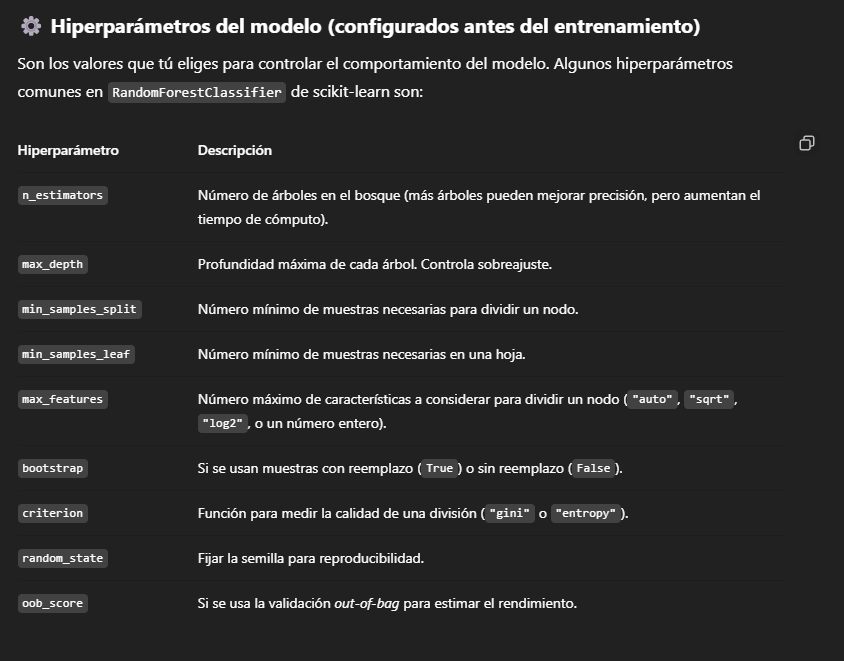 ⚙️ Hiperparámetros del modelo (configurados antes del entrenamiento)
Son los valores que tú eliges para controlar el comportamiento del modelo. Algunos hiperparámetros
comunes en RandomForestClassifier de scikit-learn son:
Hiperparámetro Descripción
n_estimators Número de árboles en el bosque (más árboles pueden mejorar precisión, pero aumentan el
tiempo de cómputo).
max_depth Profundidad máxima de cada árbol. Controla sobreajuste.
min_samples_split Número mínimo de muestras necesarias para dividir un nodo.
min_samples_leaf Número mínimo de muestras necesarias en una hoja.
max_features Número máximo de características a considerar para dividir un nodo ("auto", "sqrt",
"log2", o un número entero).
bootstrap Si se usan muestras con reemplazo (True) o sin reemplazo (False).
criterion Función para medir la calidad de una división ("gini" o "entropy").
random_state Fijar la semilla para reproducibilidad.
oob_score Si se usa la validación out-of-bag para estimar el rendimiento.